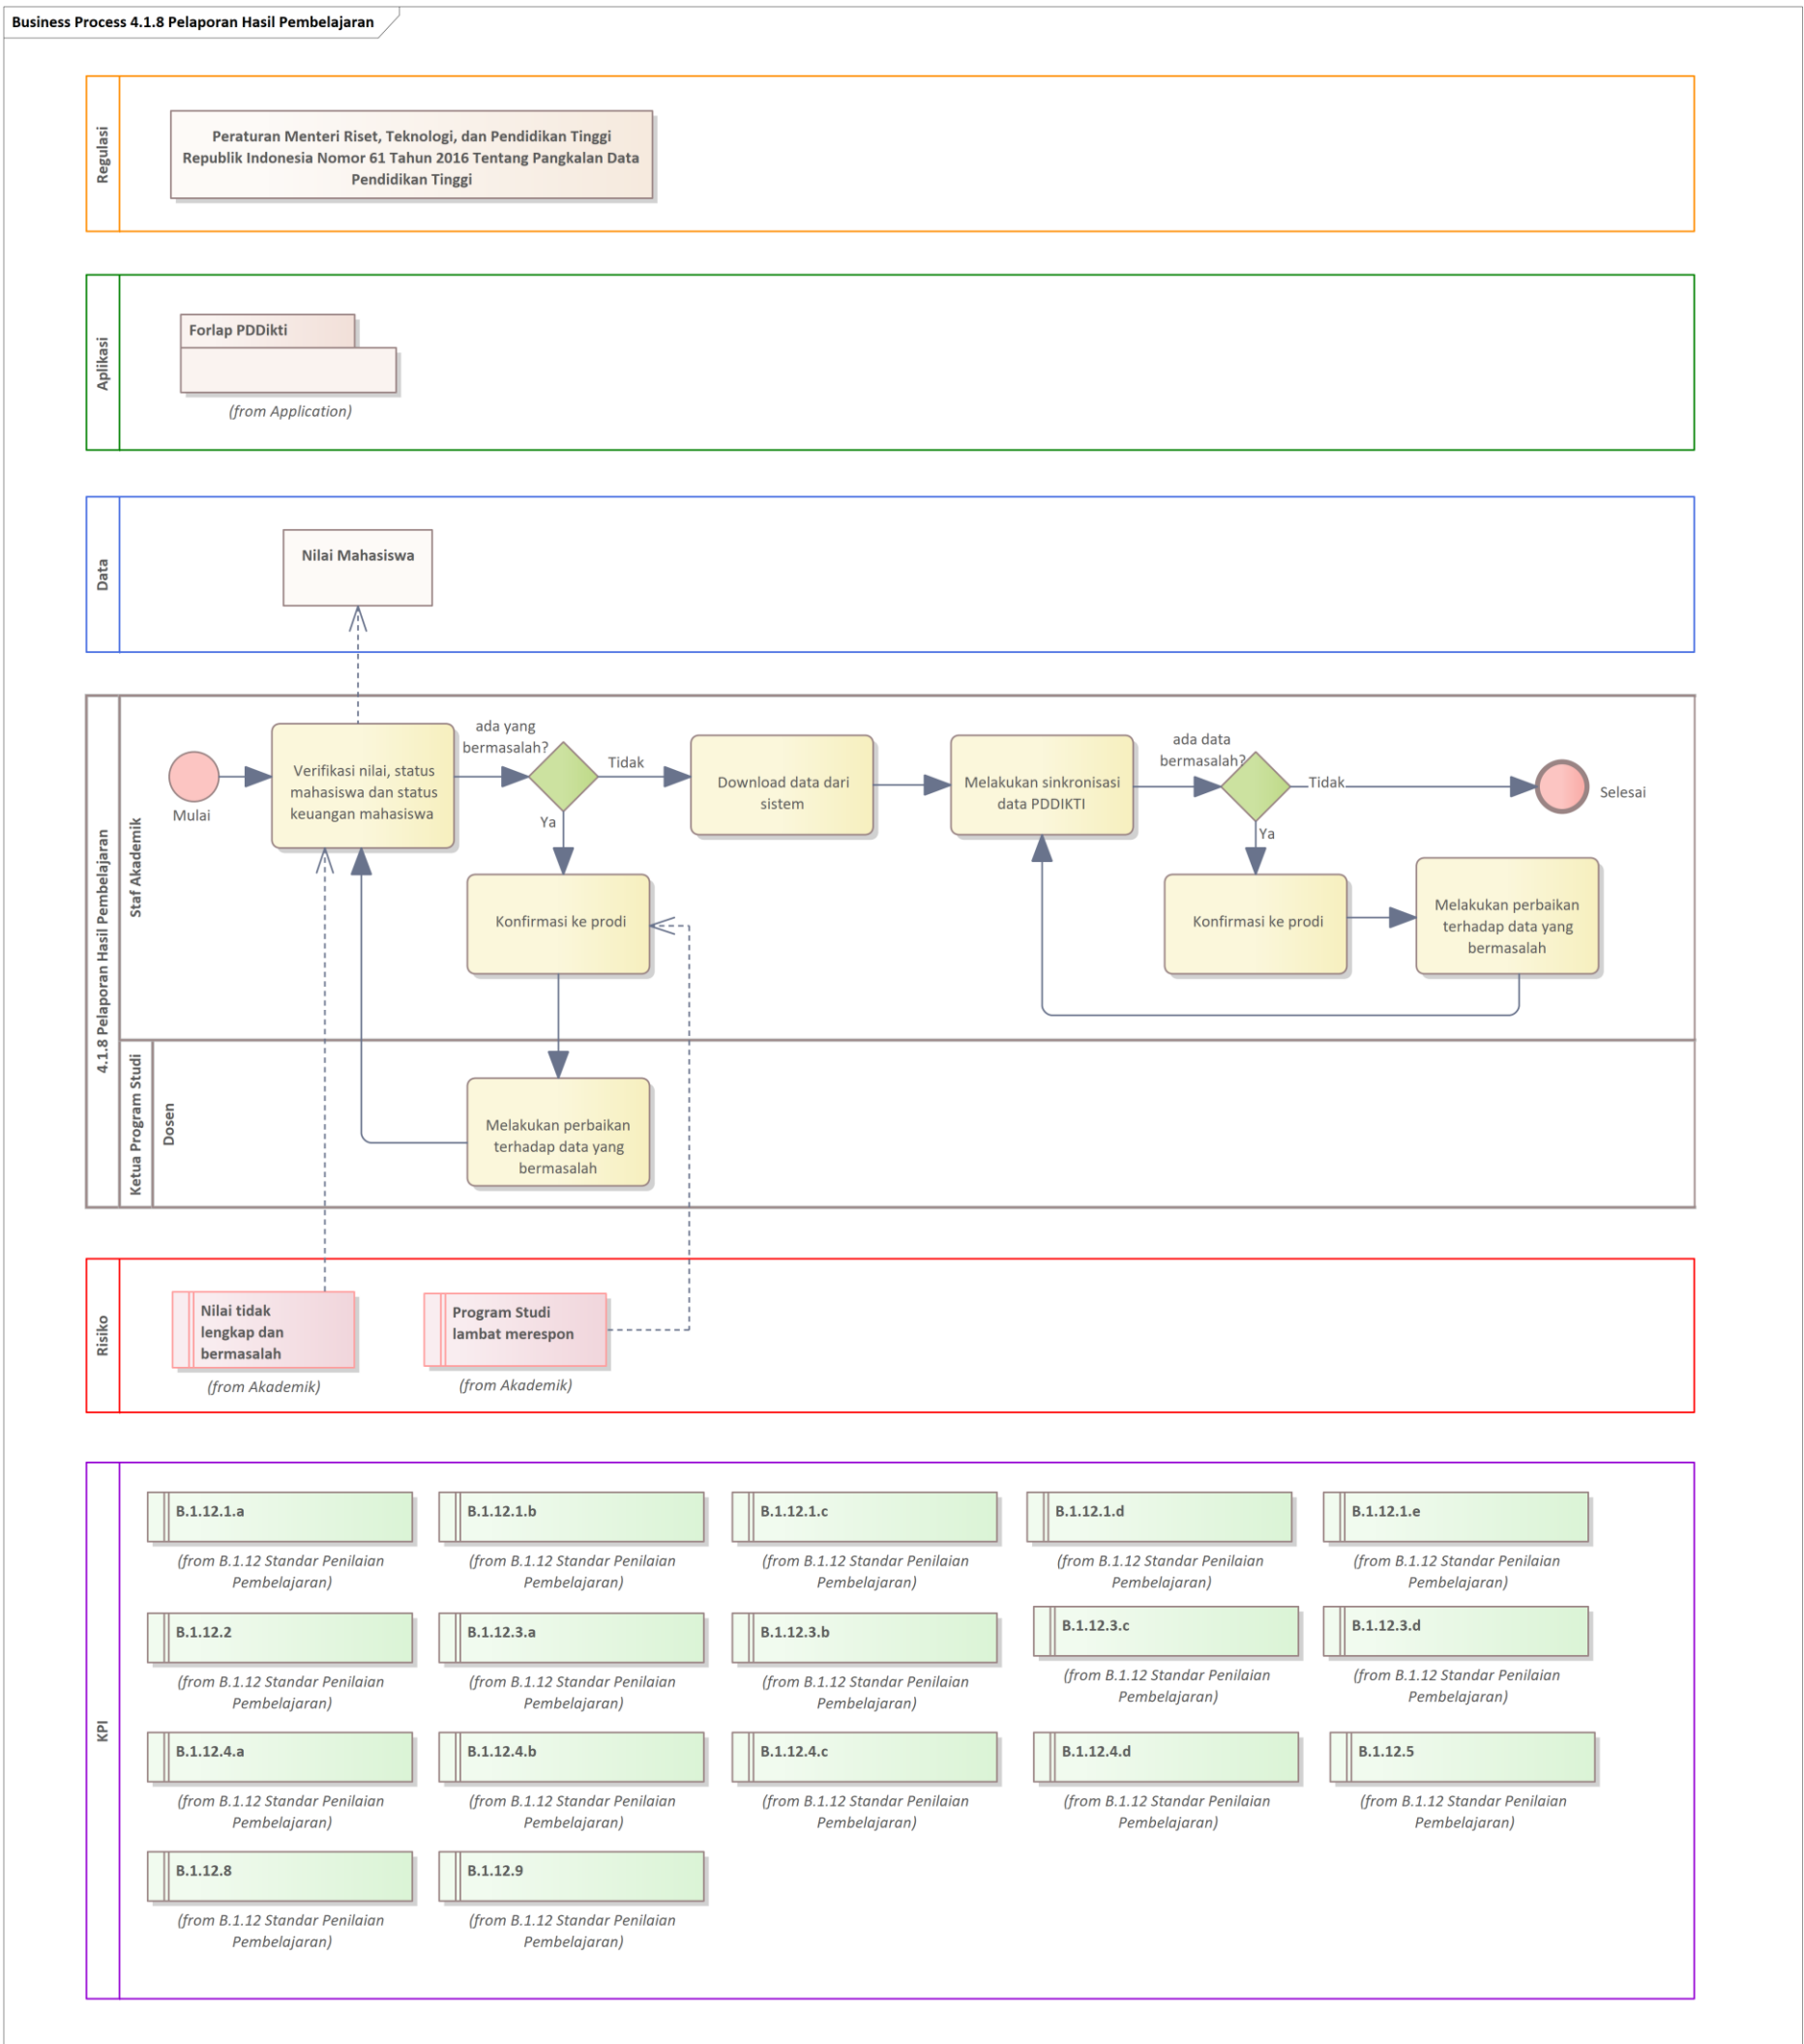 Business Process 4.1.8 Pelaporan Hasil Pembelajaran
Regulasi
Peraturan Menteri Riset, Teknologi, dan Pendidikan Tinggi
Republik Indonesia Nomor 61 Tahun 2016 Tentang Pangkalan Data
Pendidikan Tinggi
Aplikasi
Forlap PDDikti
(from Application)
Data
Nilai Mahasiswa
4.1.8 Pelaporan Hasil Pembelajaran
Staf Akademik
Mulai
Verifikasi nilai, status
mahasiswa dan status
keuangan mahasiswa
ada yang
bermasalah?
Tidak
Ya
Download data dari
sistem
Melakukan sinkronisasi
data PDDIKTI
ada data
bermasalah?
Tidak
Selesai
Ya
Konfirmasi ke prodi
Konfirmasi ke prodi
Melakukan perbaikan
terhadap data yang
bermasalah
Ketua Program Studi
Dosen
Melakukan perbaikan
terhadap data yang
bermasalah
Risiko
Nilai tidak
lengkap dan
bermasalah
(from Akademik)
Program Studi
lambat merespon
(from Akademik)
KPI
B.1.12.1.a
(from B.1.12 Standar Penilaian
Pembelajaran)
B.1.12.1.b
(from B.1.12 Standar Penilaian
Pembelajaran)
B.1.12.1.c
(from B.1.12 Standar Penilaian
Pembelajaran)
B.1.12.1.d
(from B.1.12 Standar Penilaian
Pembelajaran)
B.1.12.1.e
(from B.1.12 Standar Penilaian
Pembelajaran)
B.1.12.2
(from B.1.12 Standar Penilaian
Pembelajaran)
B.1.12.3.a
(from B.1.12 Standar Penilaian
Pembelajaran)
B.1.12.3.b
(from B.1.12 Standar Penilaian
Pembelajaran)
B.1.12.3.c
(from B.1.12 Standar Penilaian
Pembelajaran)
B.1.12.3.d
(from B.1.12 Standar Penilaian
Pembelajaran)
B.1.12.4.a
(from B.1.12 Standar Penilaian
Pembelajaran)
B.1.12.4.b
(from B.1.12 Standar Penilaian
Pembelajaran)
B.1.12.4.c
(from B.1.12 Standar Penilaian
Pembelajaran)
B.1.12.4.d
(from B.1.12 Standar Penilaian
Pembelajaran)
B.1.12.5
(from B.1.12 Standar Penilaian
Pembelajaran)
B.1.12.8
(from B.1.12 Standar Penilaian
Pembelajaran)
B.1.12.9
(from B.1.12 Standar Penilaian
Pembelajaran)